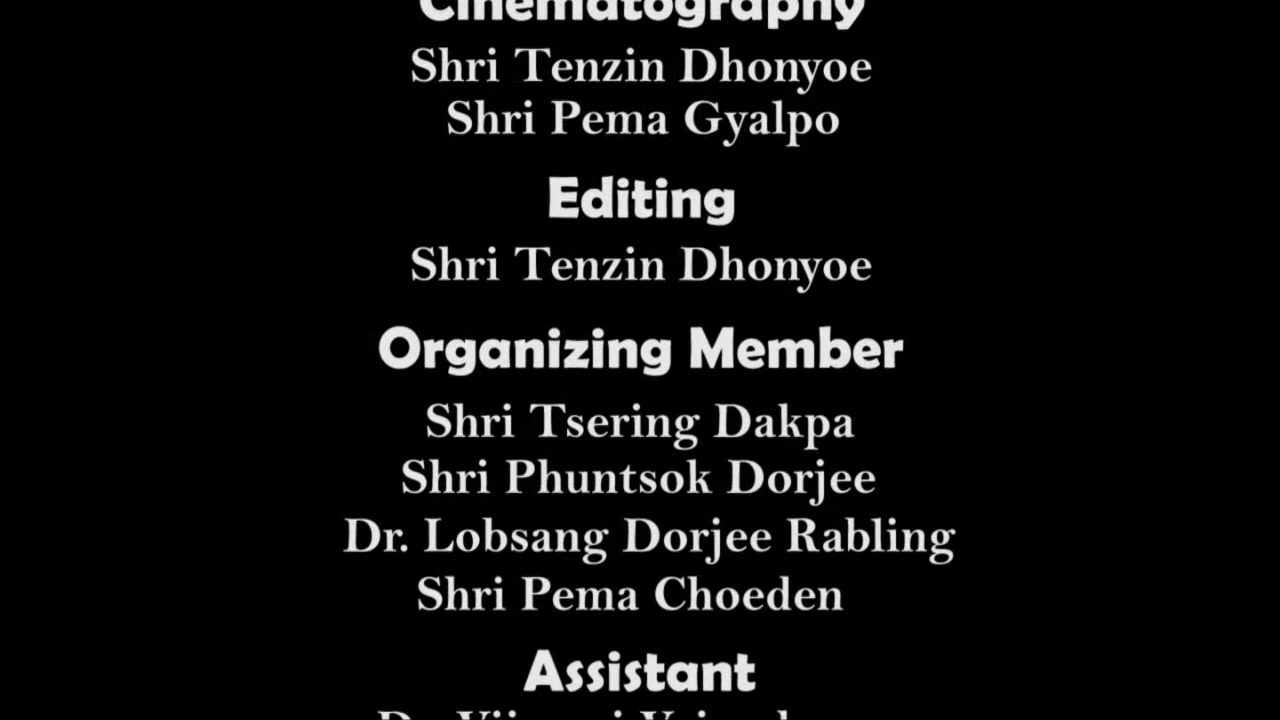 Cinematography
Shri Tenzin Dhonyoe
Shri Pema Gyalpo
Editing
Shri Tenzin Dhonyoe
Organizing Member
Shri Tsering Dakpa
Shri Phuntsok Dorjee
Dr. Lobsang Dorjee Rabling
Shri Pema Choeden
Assistant
Dr.